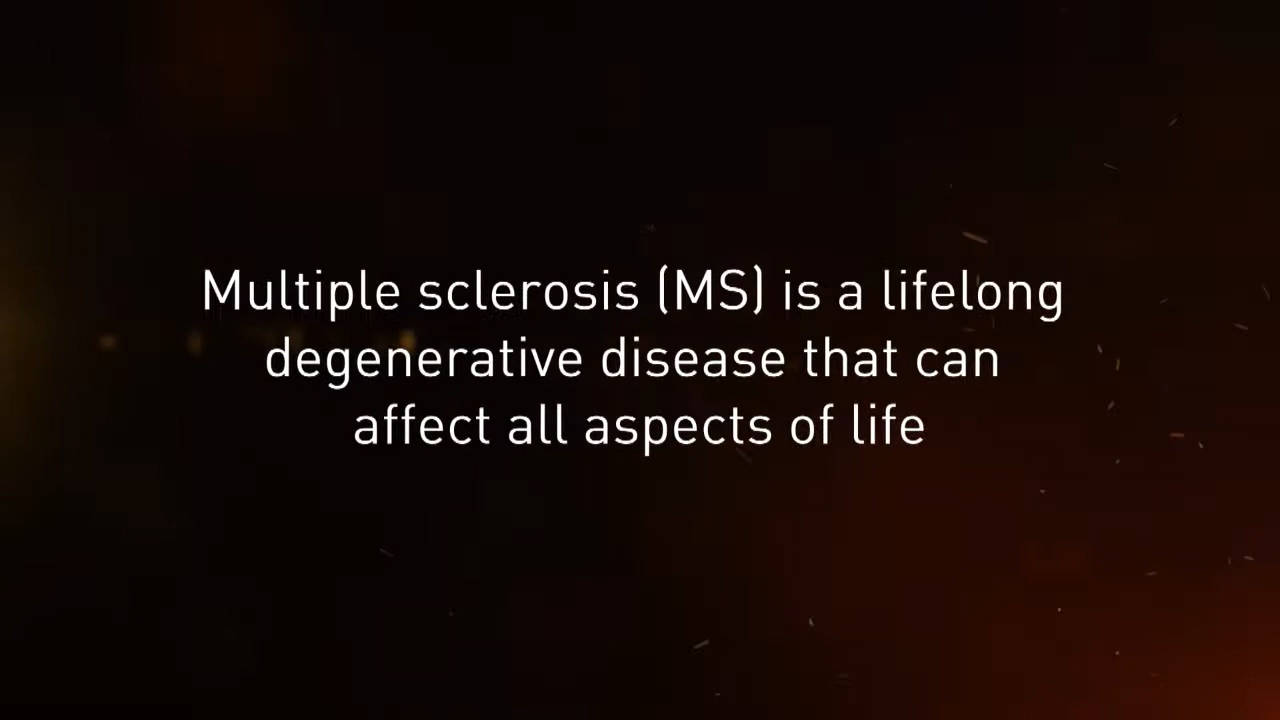 Multiple sclerosis (MS) is a lifelong
degenerative disease that can
affect all aspects of life